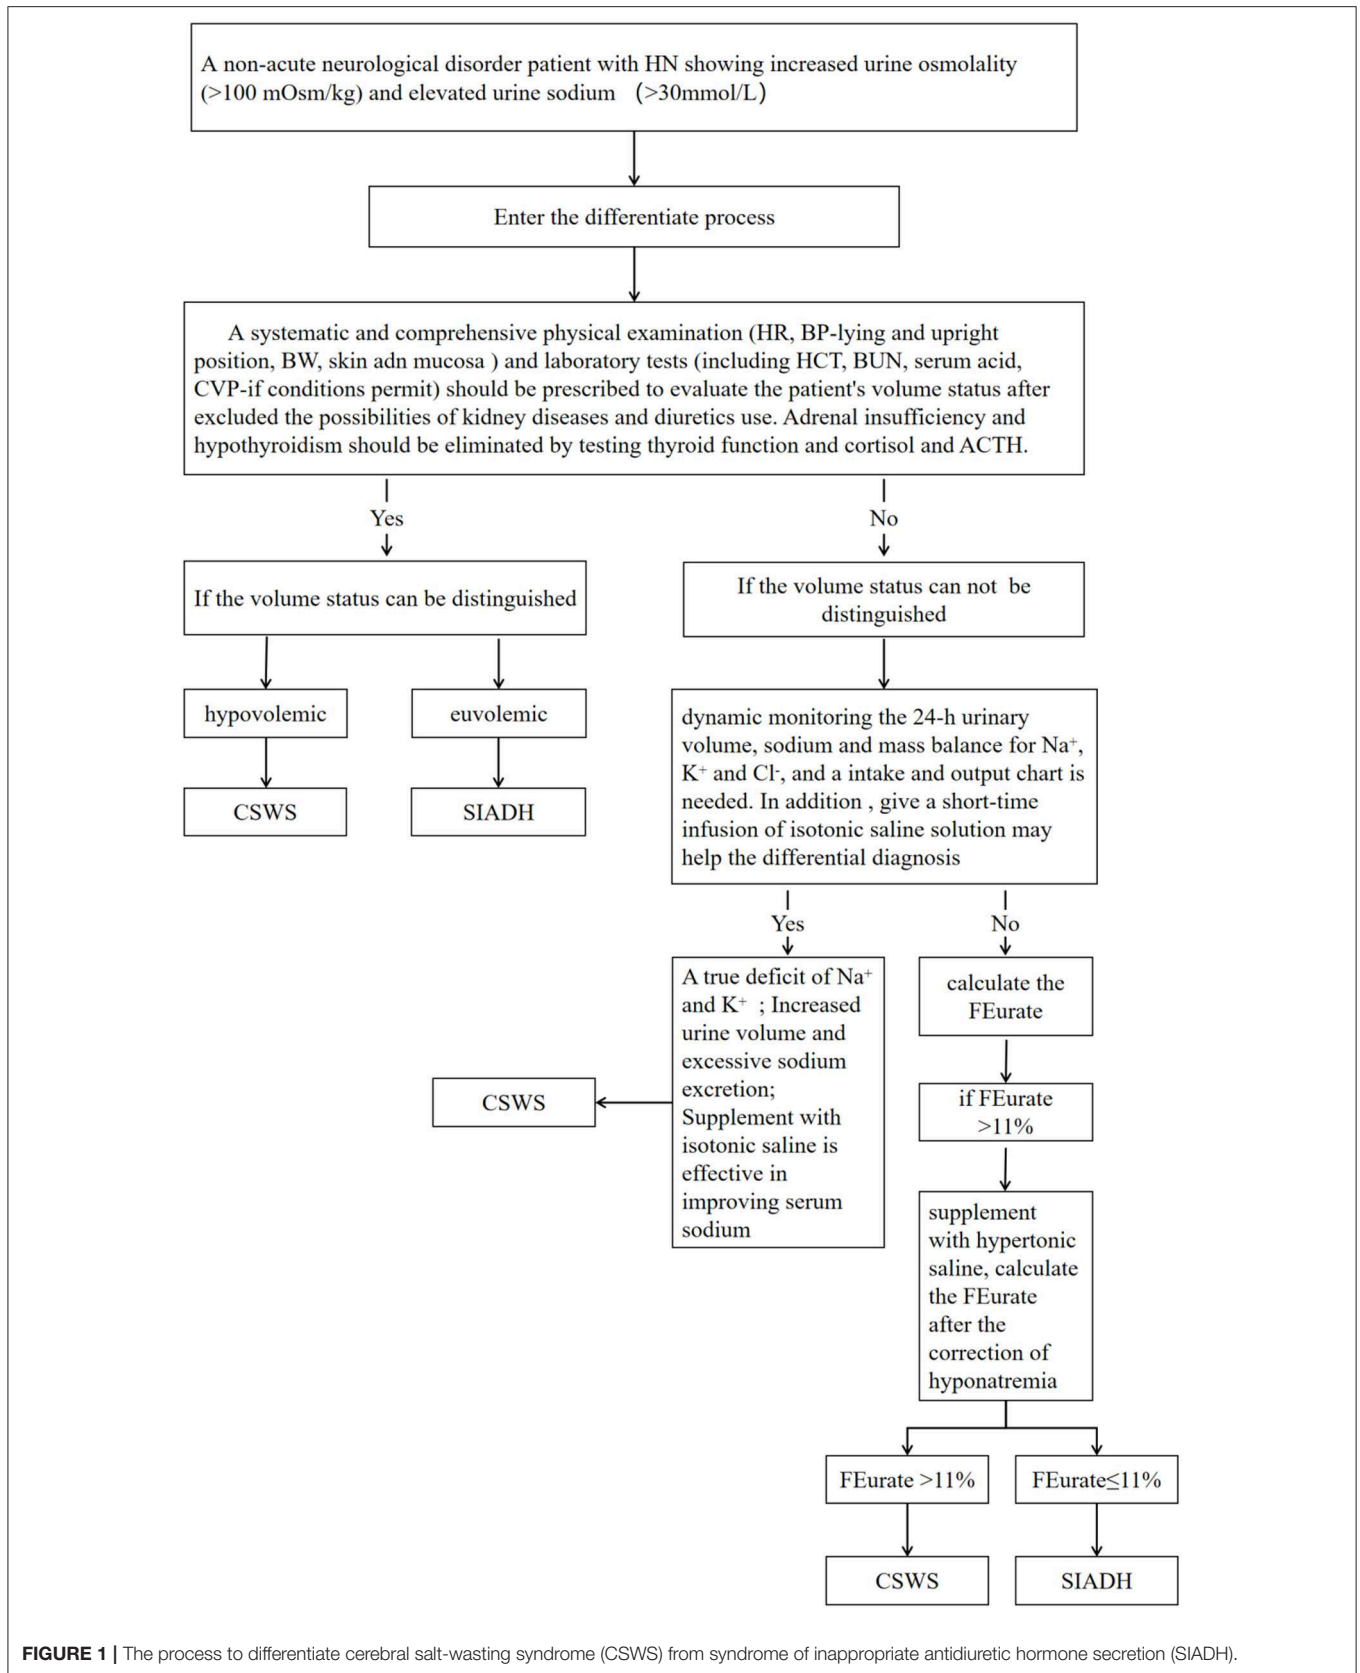 A non-acute neurological disorder patient with HN showing increased urine osmolality
(>100 mOsm/kg) and elevated urine sodium (>30mmol/L)
Enter the differentiate process
A systematic and comprehensive physical examination (HR, BP-lying and upright
position, BW, skin adn mucosa ) and laboratory tests (including HCT, BUN, serum acid,
CVP-if conditions permit) should be prescribed to evaluate the patient's volume status after
excluded the possibilities of kidney diseases and diuretics use. Adrenal insufficiency and
hypothyroidism should be eliminated by testing thyroid function and cortisol and ACTH.
Yes
No
If the volume status can be distinguished
If the volume status can not be
distinguished
hypovolemic
euvolemic
CSWS
SIADH
dynamic monitoring the 24-h urinary
volume, sodium and mass balance for Na⁺,
K⁺ and Cl⁻, and a intake and output chart is
needed. In addition , give a short-time
infusion of isotonic saline solution may
help the differential diagnosis
Yes
No
A true deficit of Na⁺
and K⁺ ; Increased
urine volume and
excessive sodium
excretion;
Supplement with
isotonic saline is
effective in
improving serum
sodium
CSWS
calculate the
FEurate
if FEurate
>11%
supplement
with hypertonic
saline, calculate
the FEurate
after the
correction of
hyponatremia
FEurate >11%
FEurate≤11%
CSWS
SIADH
FIGURE 1 | The process to differentiate cerebral salt-wasting syndrome (CSWS) from syndrome of inappropriate antidiuretic hormone secretion (SIADH).